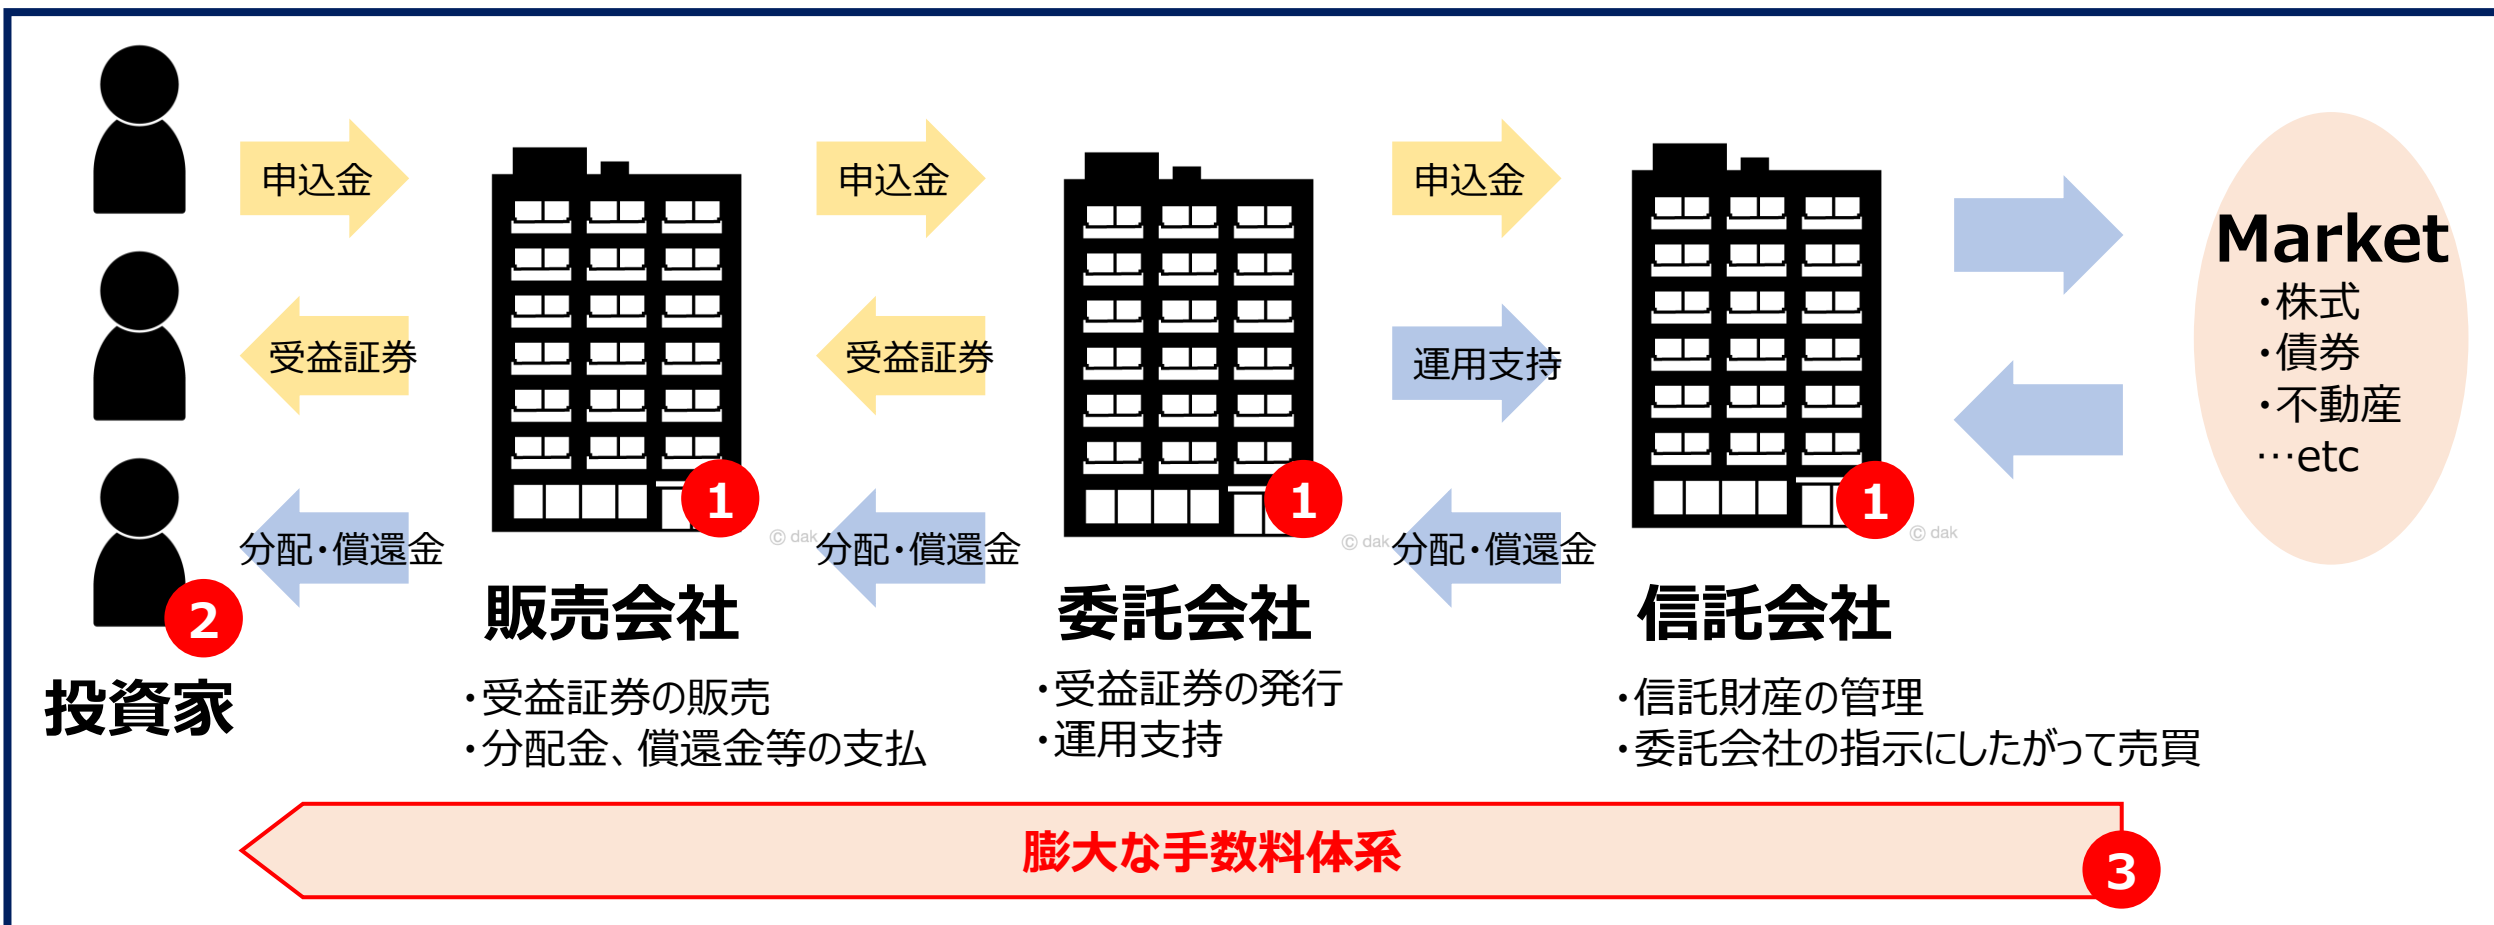 申込金
申込金
申込金
受益証券
受益証券
運用支持
分配・償還金
分配・償還金
分配・償還金
Market
・株式
・債券
・不動産
…etc
1
1
1
© dak
© dak
© dak
2
投資家
販売会社
・受益証券の販売
・分配金、償還金等の支払い
委託会社
・受益証券の発行
・運用支持
信託会社
・信託財産の管理
・委託会社の指示にしたがって売買
膨大な手数料体系
3